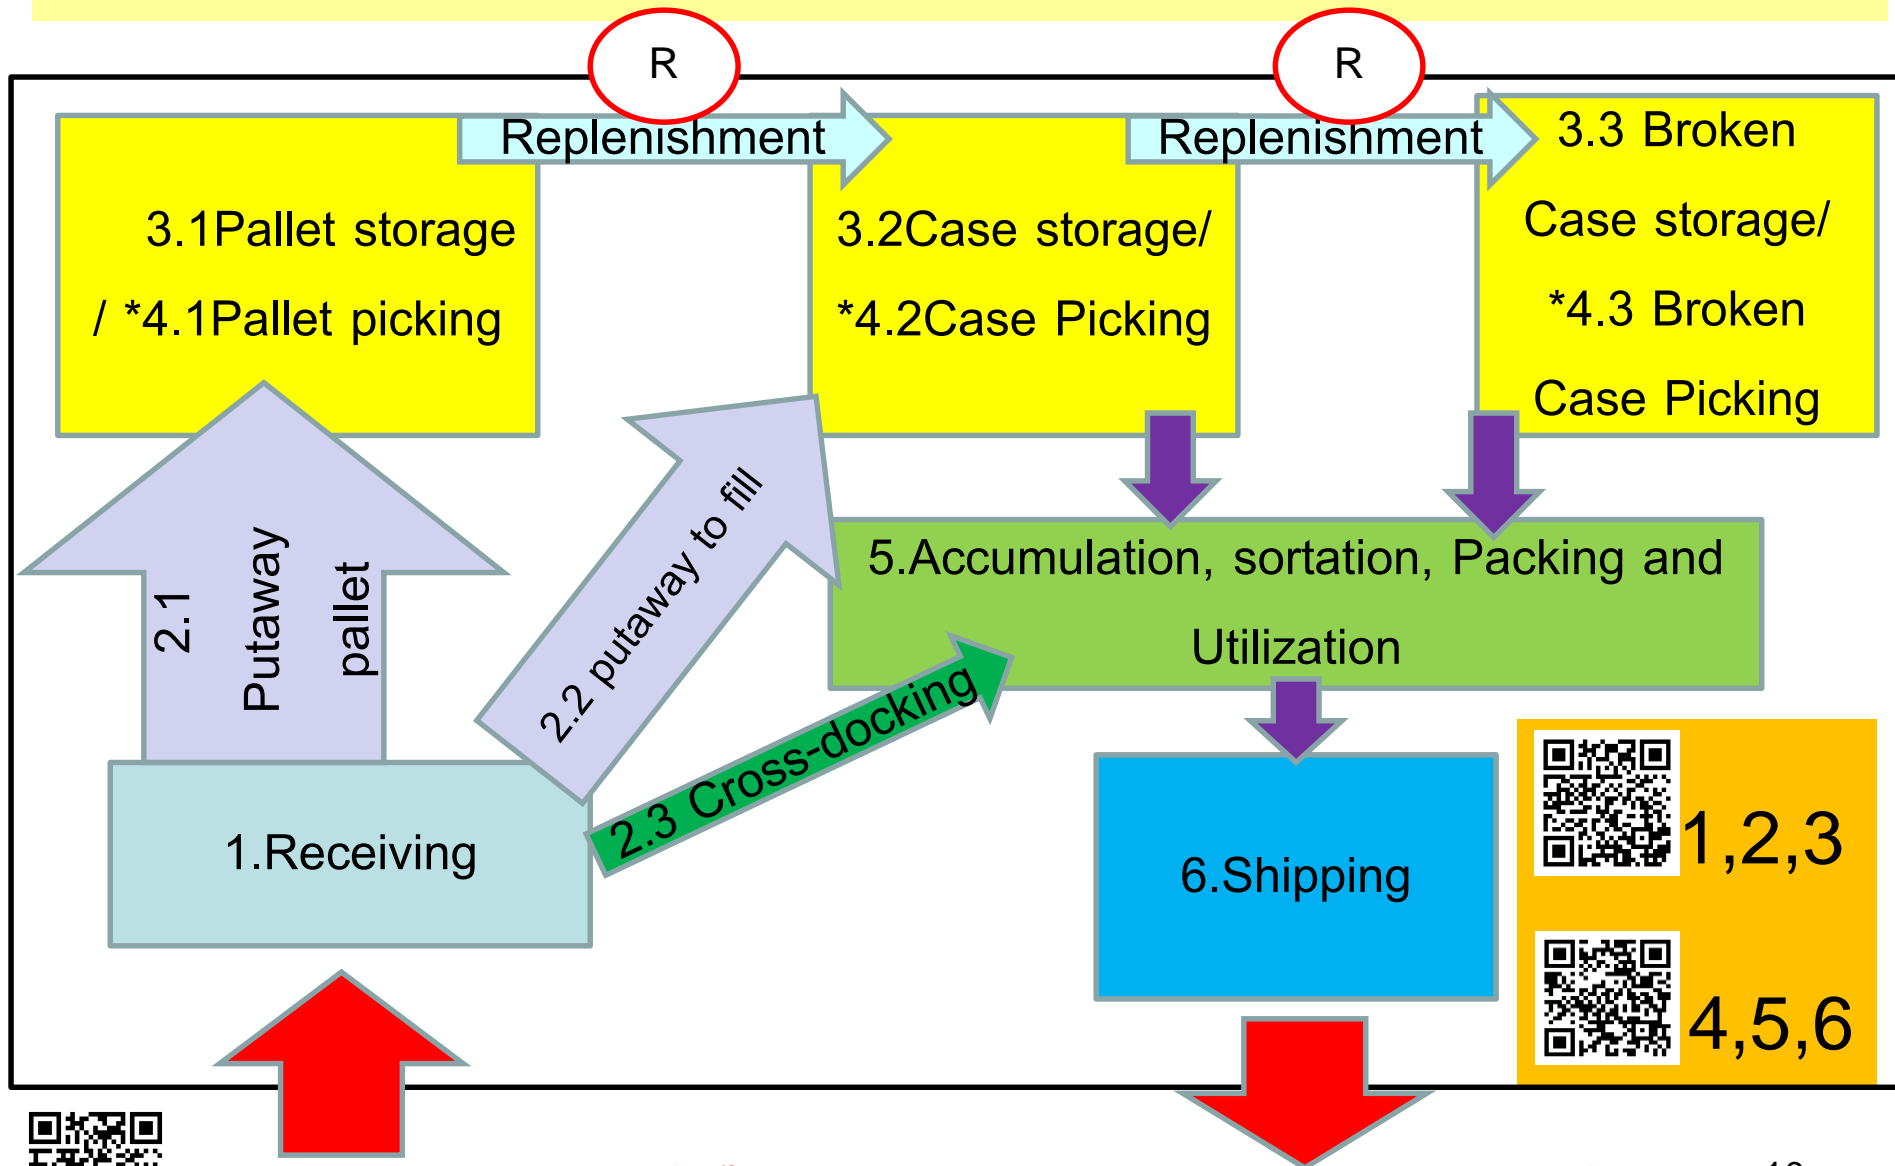 R
R
Replenishment
Replenishment
3.1Pallet storage
/ *4.1Pallet picking
3.2Case storage/
*4.2Case Picking
3.3 Broken
Case storage/
*4.3 Broken
Case Picking
2.1
Putaway
pallet
2.2 putaway to fill
2.3 Cross-docking
5.Accumulation, sortation, Packing and
Utilization
1.Receiving
6.Shipping
1,2,3
4,5,6